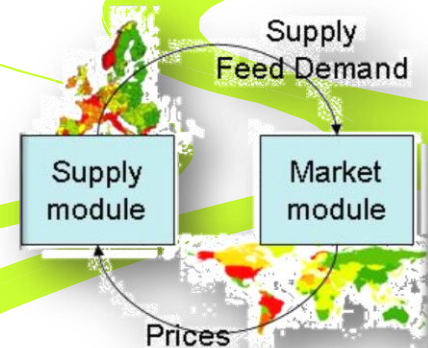 Supply
Feed Demand
Supply
module
Market
module
Prices